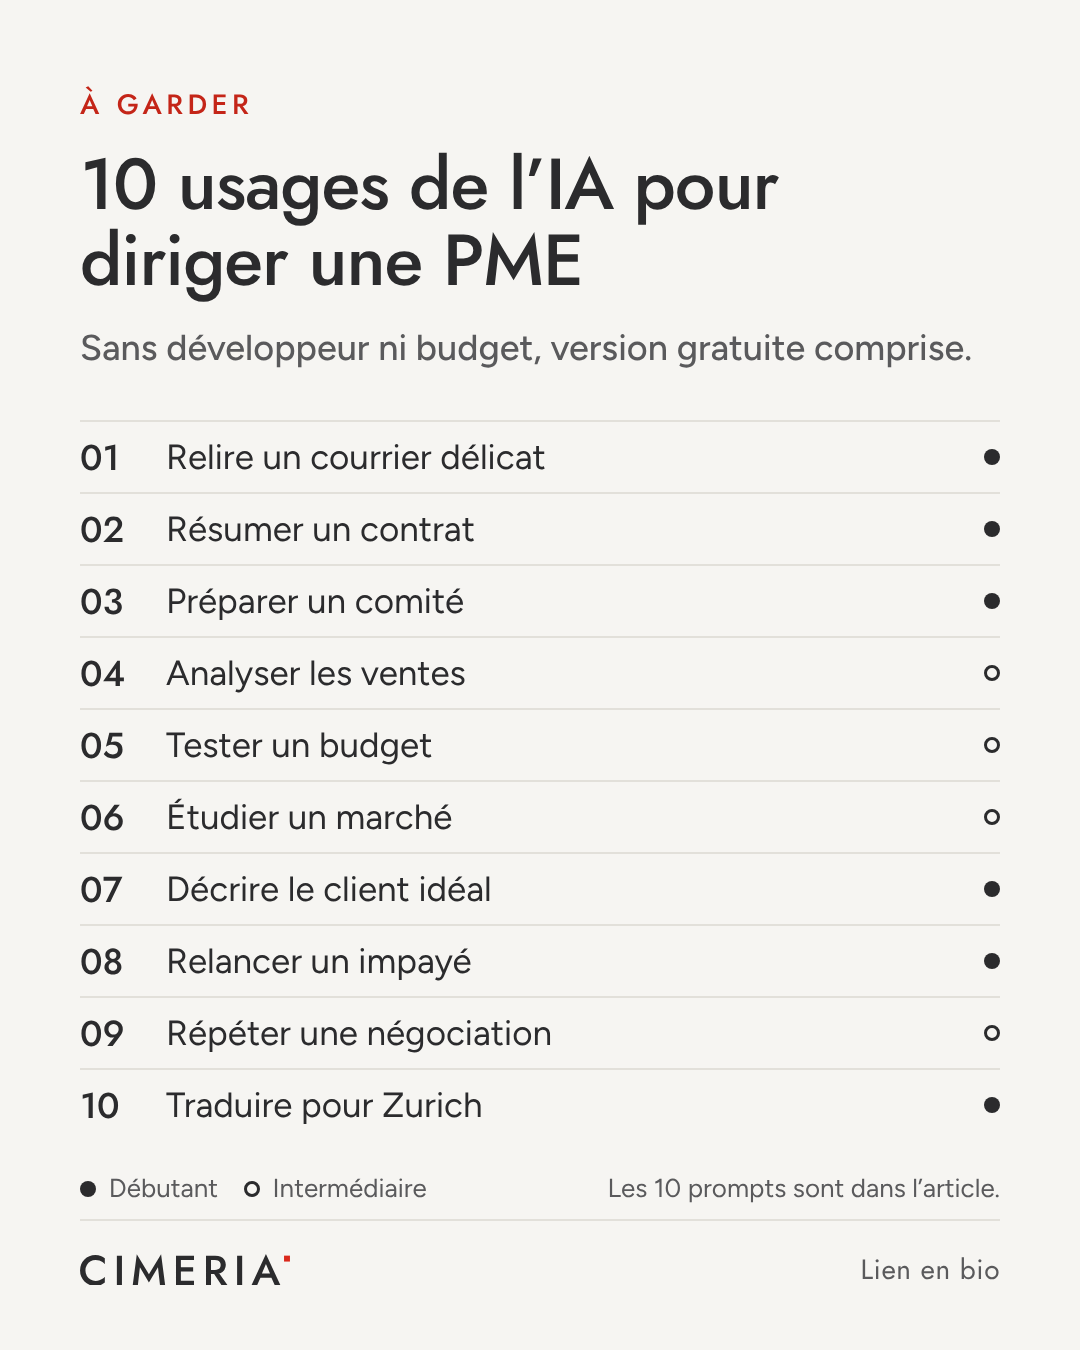 À GARDER
10 usages de l’IA pour
diriger une PME
Sans développeur ni budget, version gratuite comprise.
01 Relire un courrier délicat
02 Résumer un contrat
03 Préparer un comité
04 Analyser les ventes
05 Tester un budget
06 Étudier un marché
07 Décrire le client idéal
08 Relancer un impayé
09 Répéter une négociation
10 Traduire pour Zurich
Débutant Intermédiaire Les 10 prompts sont dans l’article.
CIMERIA Lien en bio